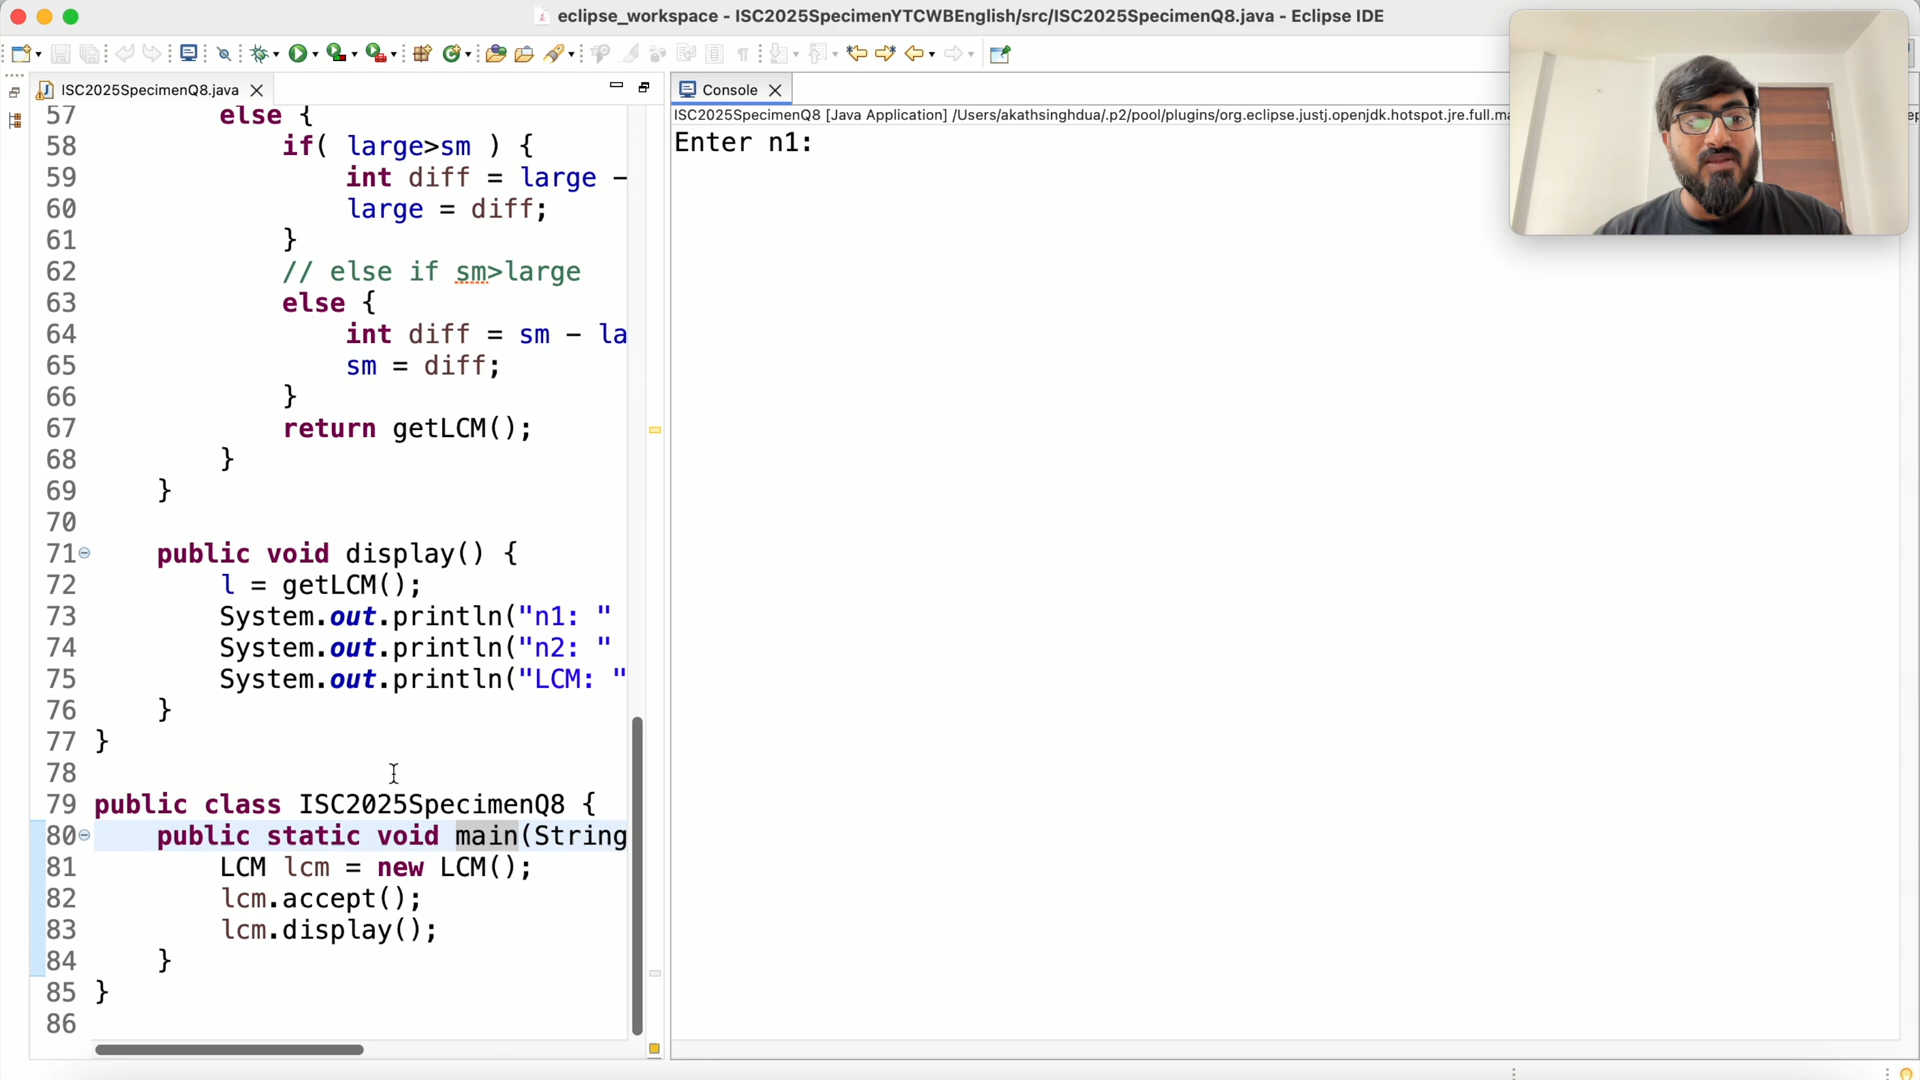 eclipse_workspace - ISC2025SpecimenYTCWBEnglish/src/ISC2025SpecimenQ8.java - Eclipse IDE
ISC2025SpecimenQ8.java
57 else {
58 if( large>sm ) {
59 int diff = large -
60 large = diff;
61 }
62 // else if sm>large
63 else {
64 int diff = sm - la
65 sm = diff;
66 }
67 return getLCM();
68 }
69 }
70
71 public void display() {
72 l = getLCM();
73 System.out.println("n1: "
74 System.out.println("n2: "
75 System.out.println("LCM: "
76 }
77 }
78
79 public class ISC2025SpecimenQ8 {
80 public static void main(String
81 LCM lcm = new LCM();
82 lcm.accept();
83 lcm.display();
84 }
85 }
86
Console
ISC2025SpecimenQ8 [Java Application] /Users/akathsinghdua/.p2/pool/plugins/org.eclipse.justj.openjdk.hotspot.jre.full.ma
Enter n1: